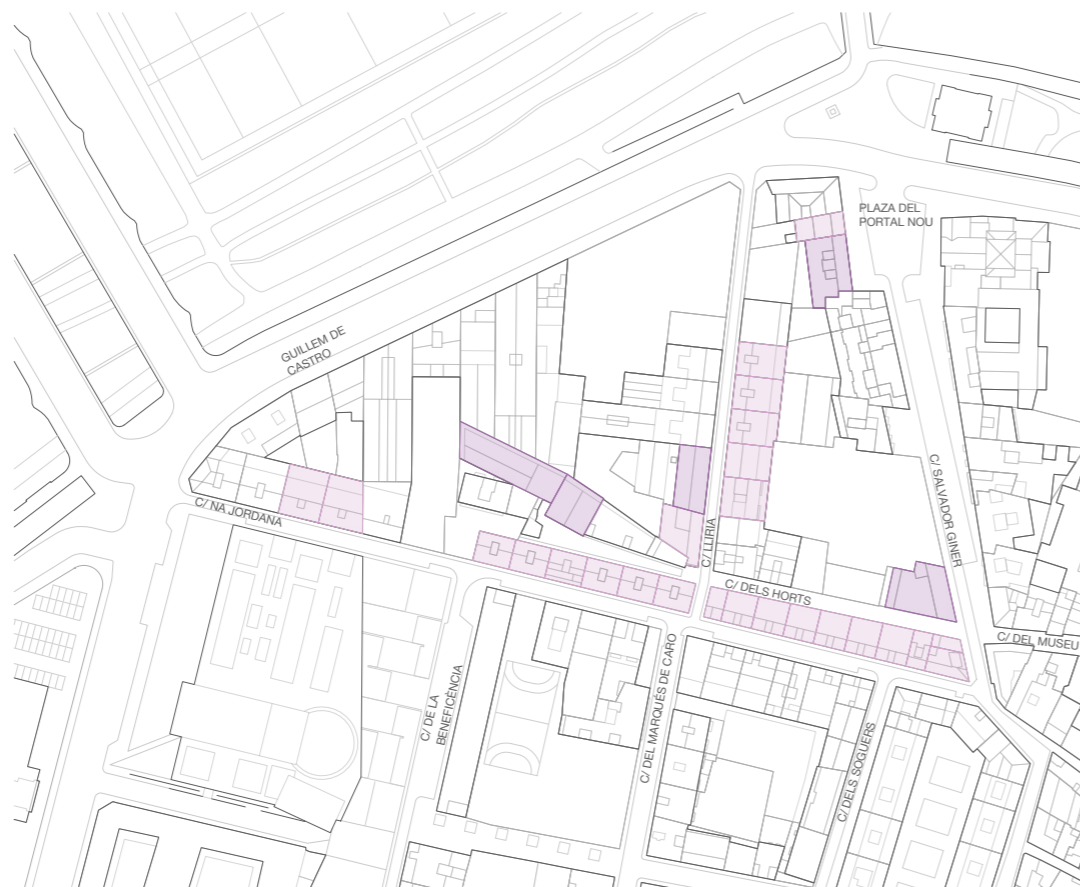 PLAZA DEL
PORTAL NOU
GUILLEM DE
CASTRO
C/ NA JORDANA
C/ LLIRIA
C/ SALVADOR GINER
C/ DELS HORTS
C/ DEL MUSEU
C/ DE LA
BENEFICÈNCIA
C/ DEL MARQUÉS DE CARO
C/ DELS SOGUERS